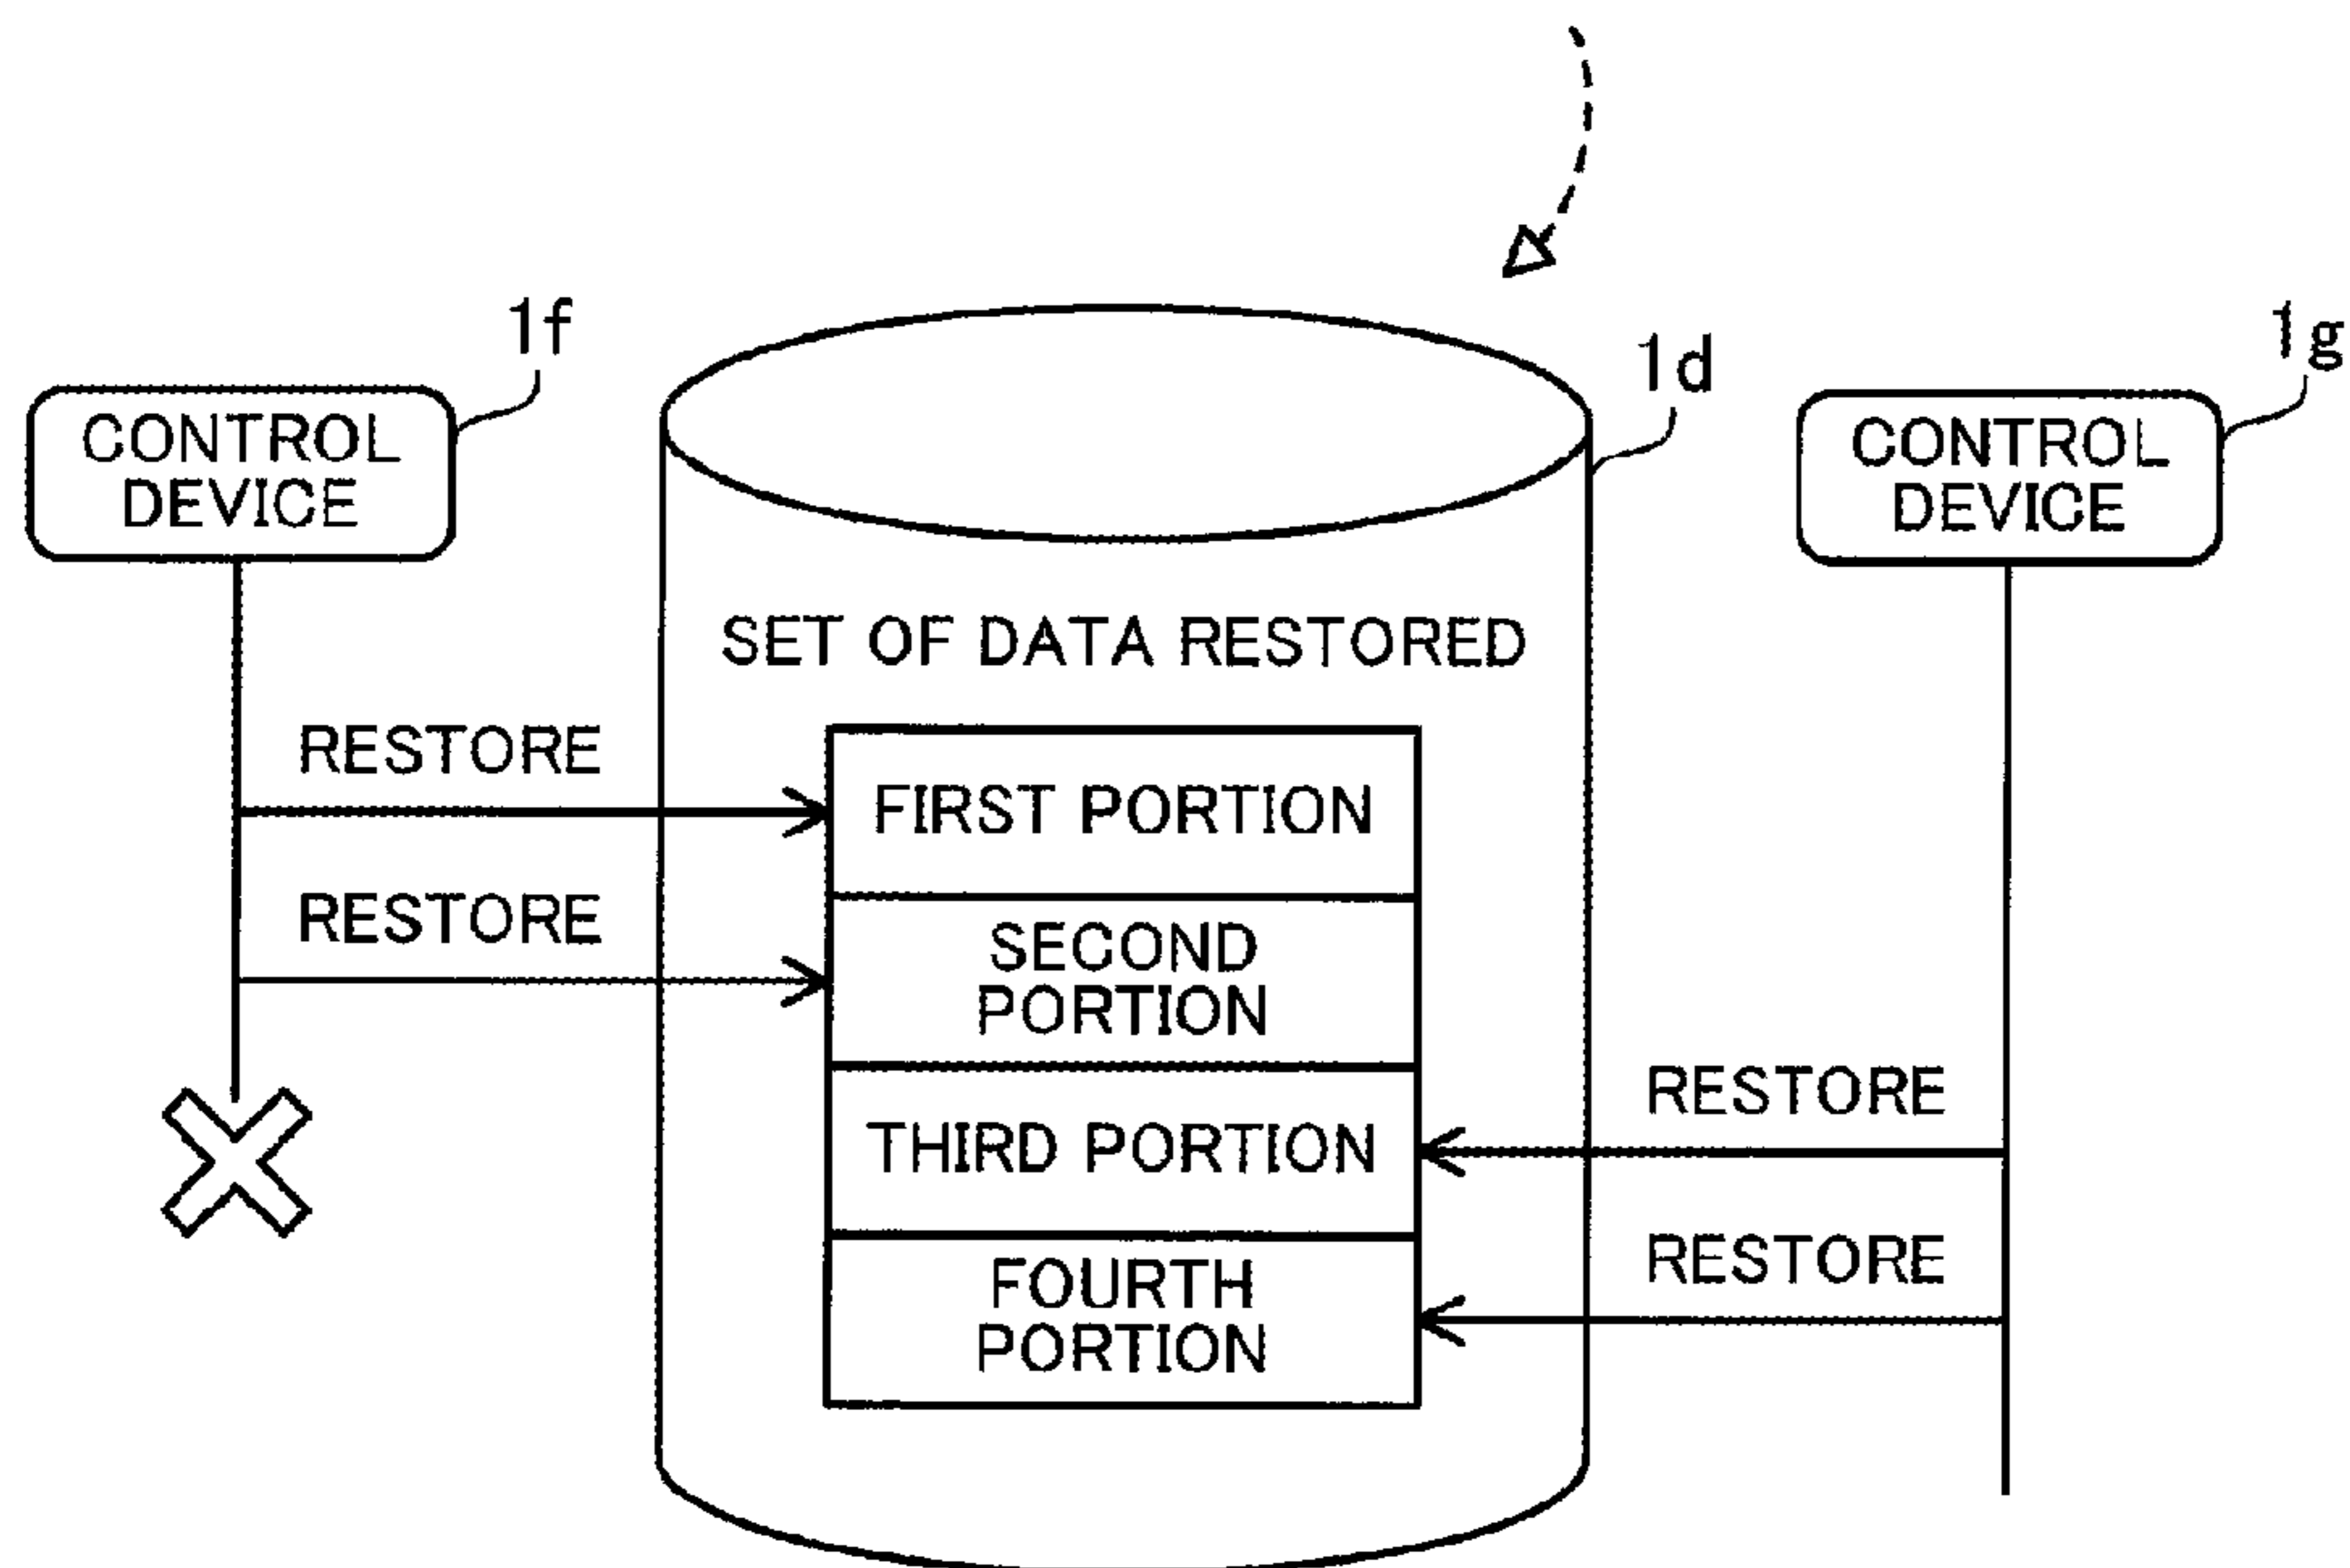 1f
1g
1d
CONTROL
DEVICE
CONTROL
DEVICE
SET OF DATA RESTORED
RESTORE
FIRST PORTION
RESTORE
SECOND
PORTION
THIRD PORTION
RESTORE
FOURTH
PORTION
RESTORE